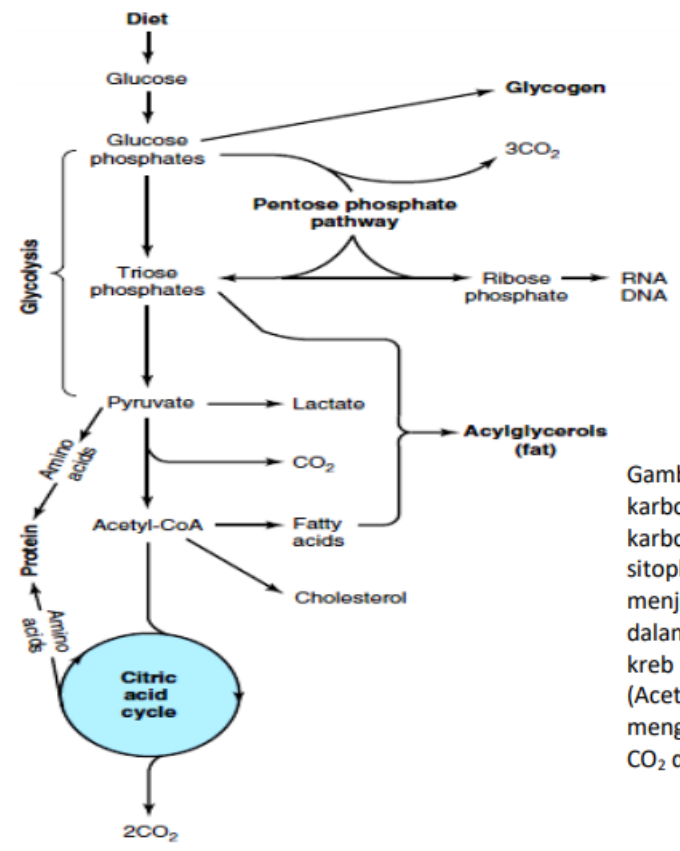 Diet
Glucose
Glycogen
Glucose
phosphates
3CO₂
Pentose phosphate
pathway
Glycolysis
Triose
phosphates
Ribose
phosphate
RNA
DNA
Pyruvate
Lactate
Acylglycerols
(fat)
Amino
acids
CO₂
Acetyl-CoA
Fatty
acids
Protein
Cholesterol
Amino
acids
Citric
acid
cycle
2CO₂
Gamb
karbo
karbo
sitopl
menj
dalan
kreb
(Acet
meng
CO₂ d